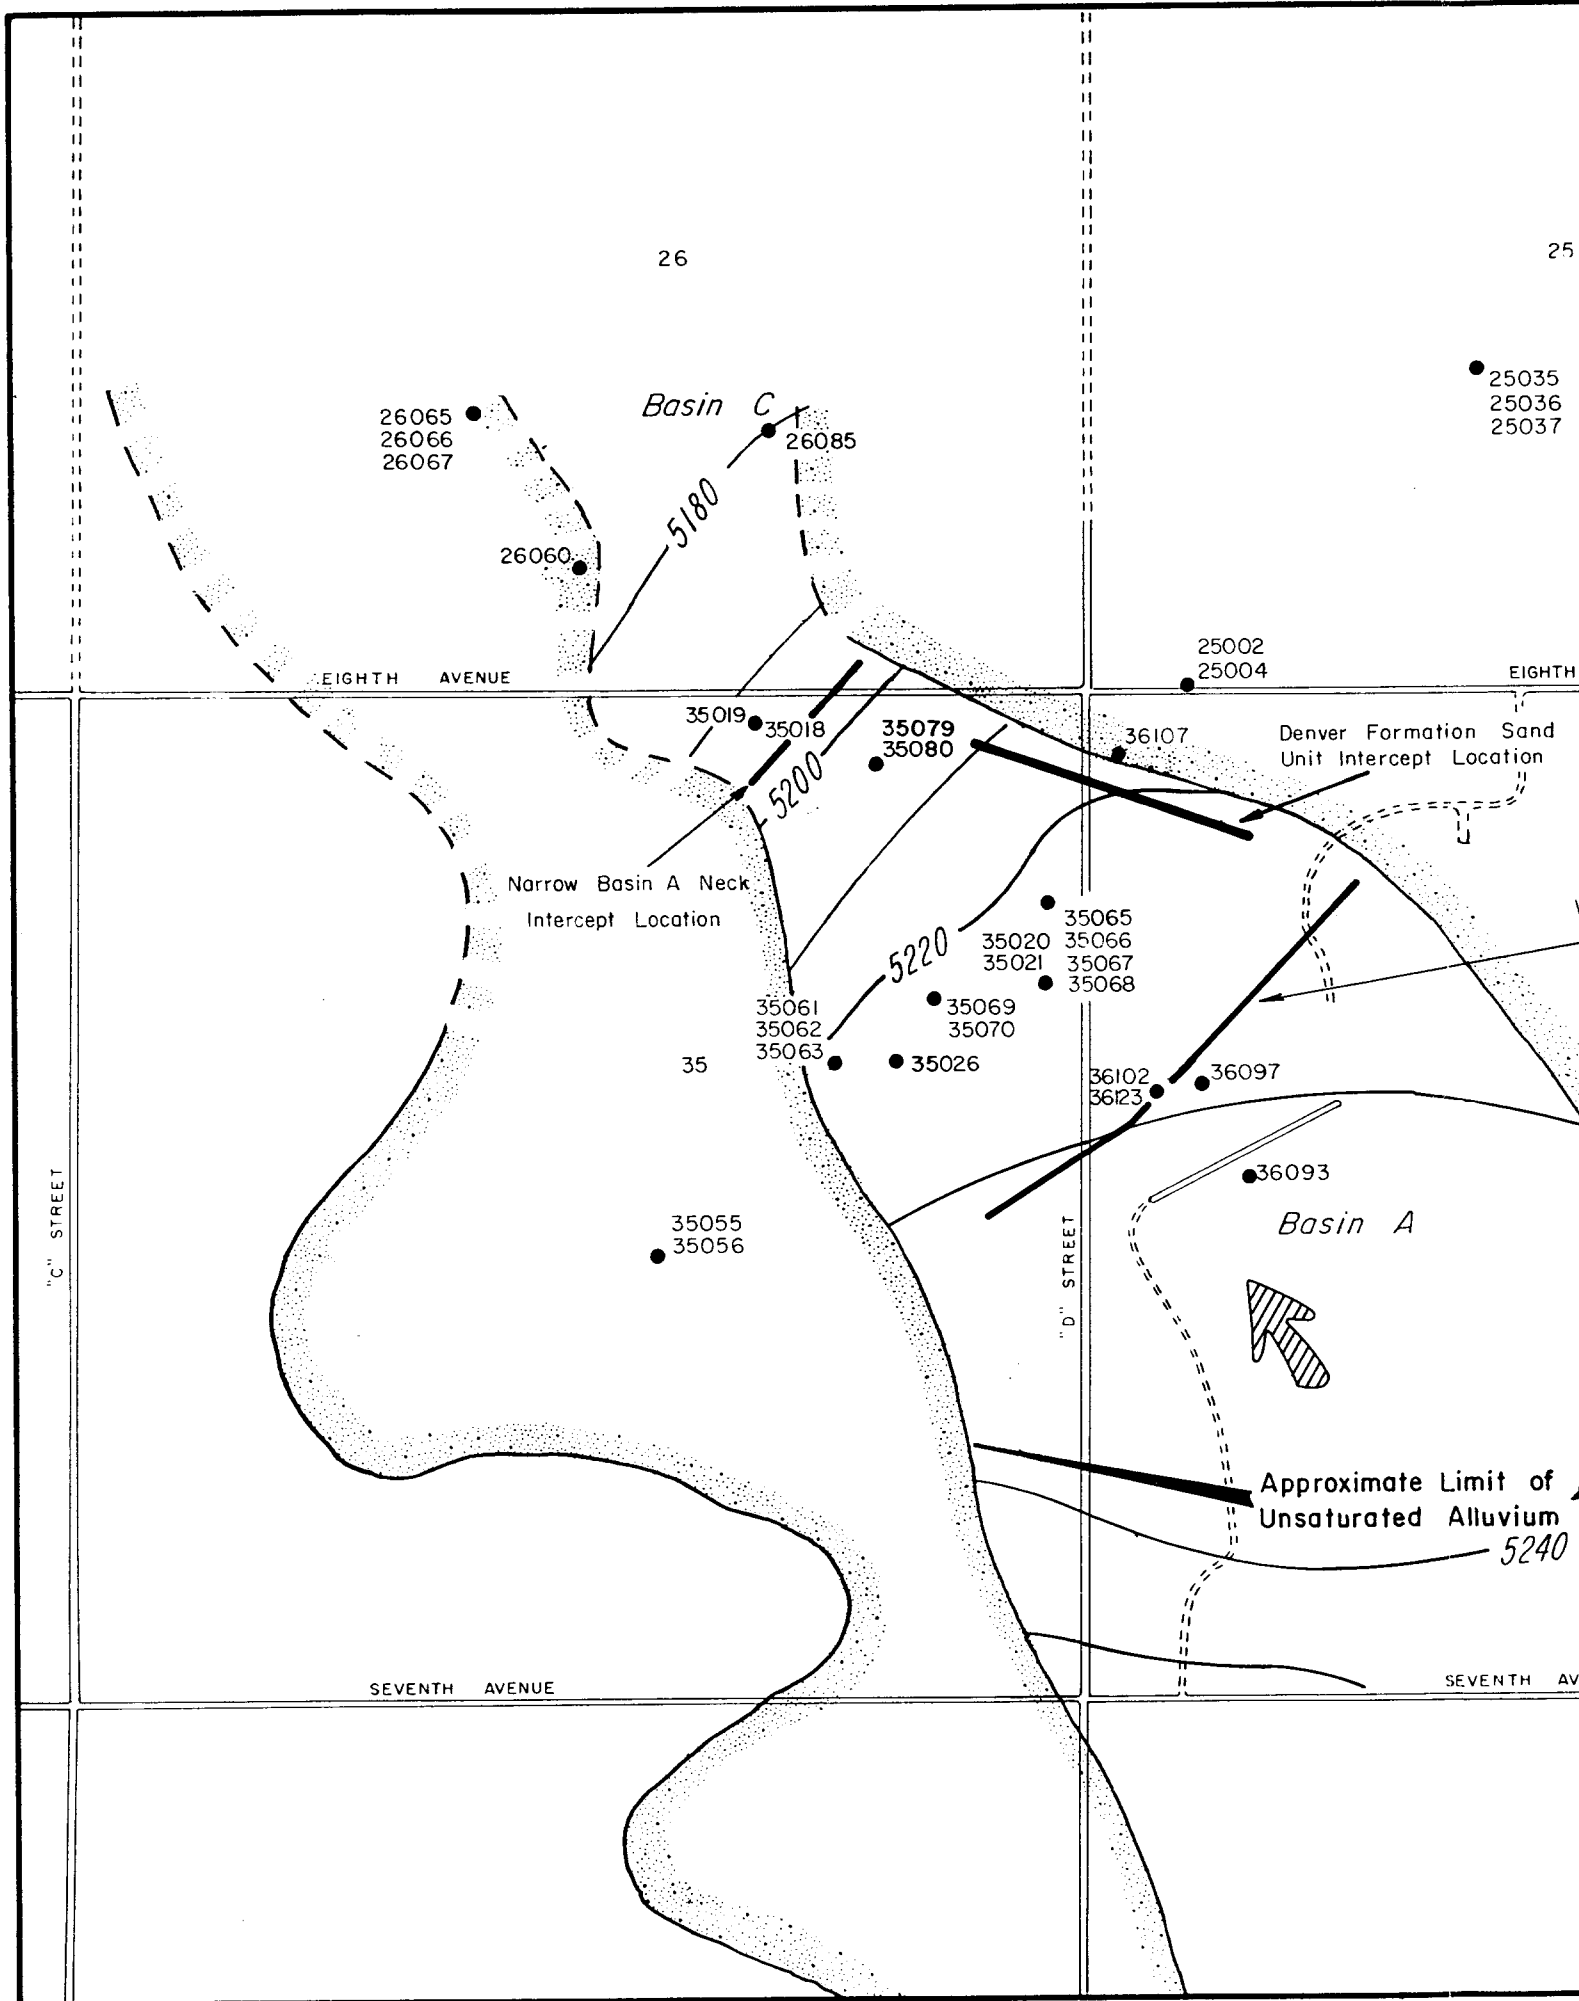 26
25
Basin C
25035
25036
25037
26065
26066
26067
26085
5180
26060
25002
25004
EIGHTH AVENUE
EIGHTH
35019
35018
35079
35080
36107
Denver Formation Sand
Unit Intercept Location
5200
Narrow Basin A Neck
Intercept Location
35065
35066
35067
35068
35020
35021
5220
35069
35070
35061
35062
35063
35
35026
36102
36123
36097
36093
Basin A
35055
35056
"C" STREET
"D" STREET
Approximate Limit of
Unsaturated Alluvium
5240
SEVENTH AVENUE
SEVENTH AV